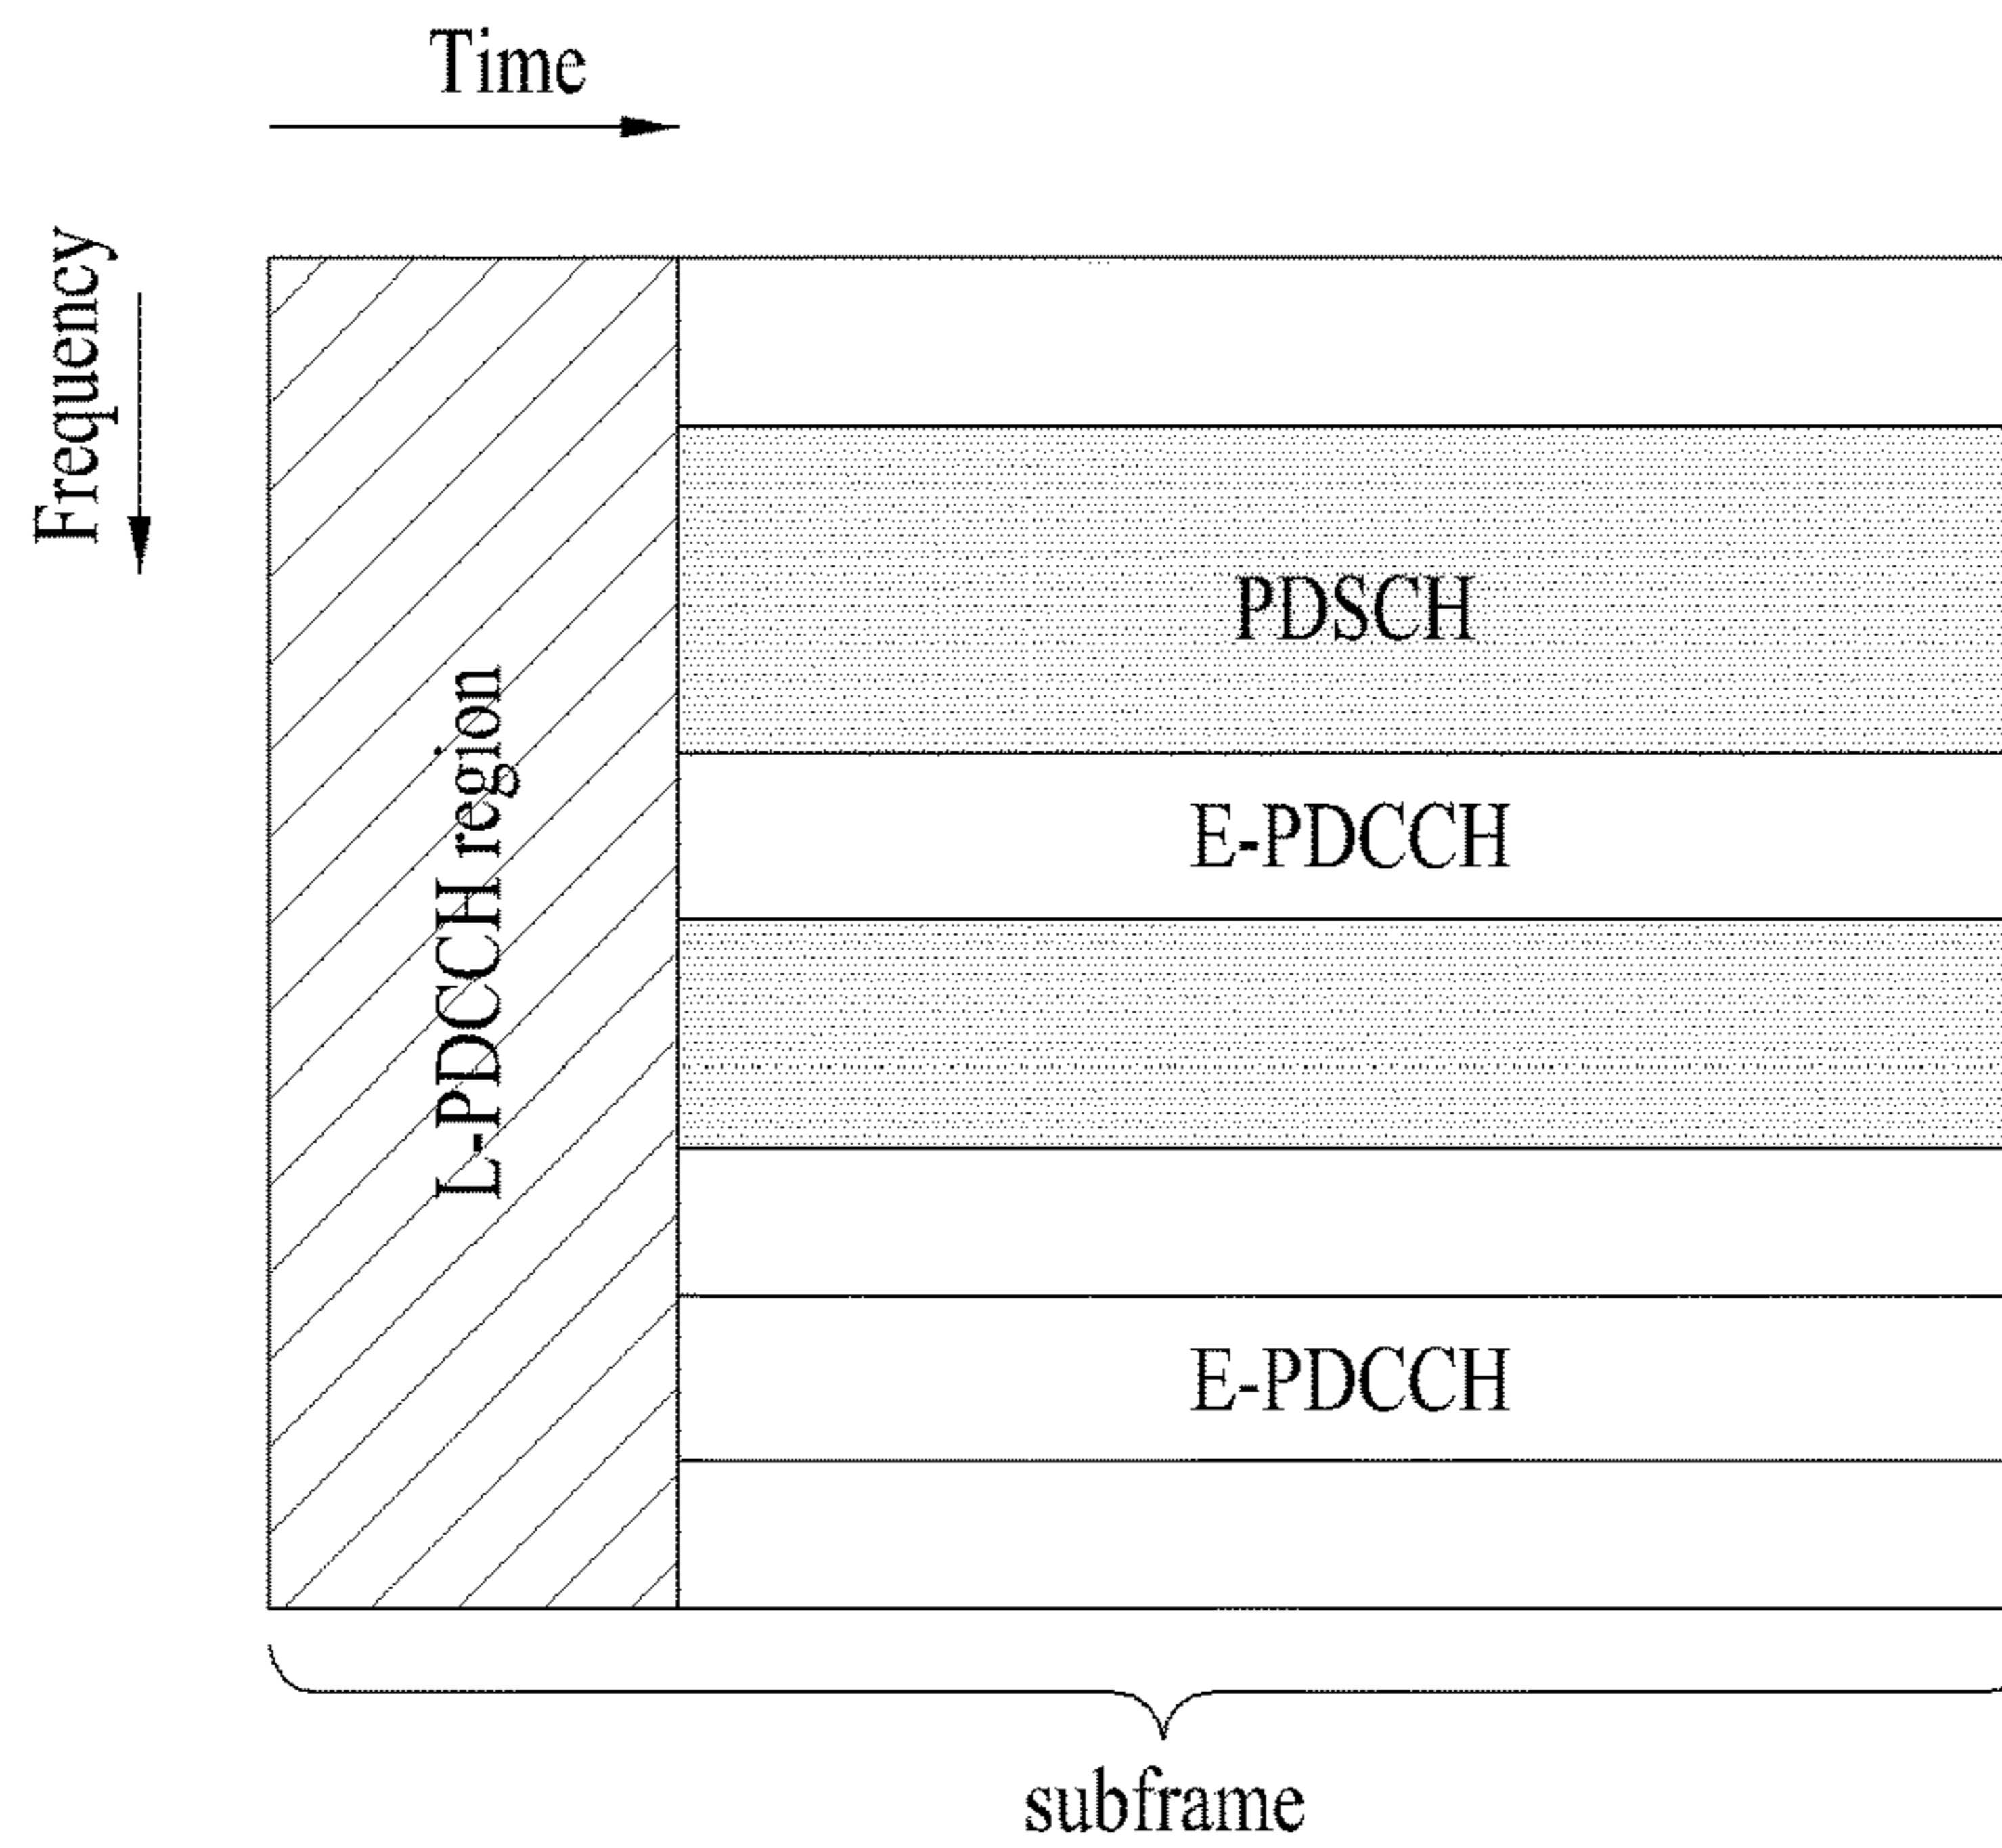 Time
Frequency
L-PDCCH region
PDSCH
E-PDCCH
E-PDCCH
subframe